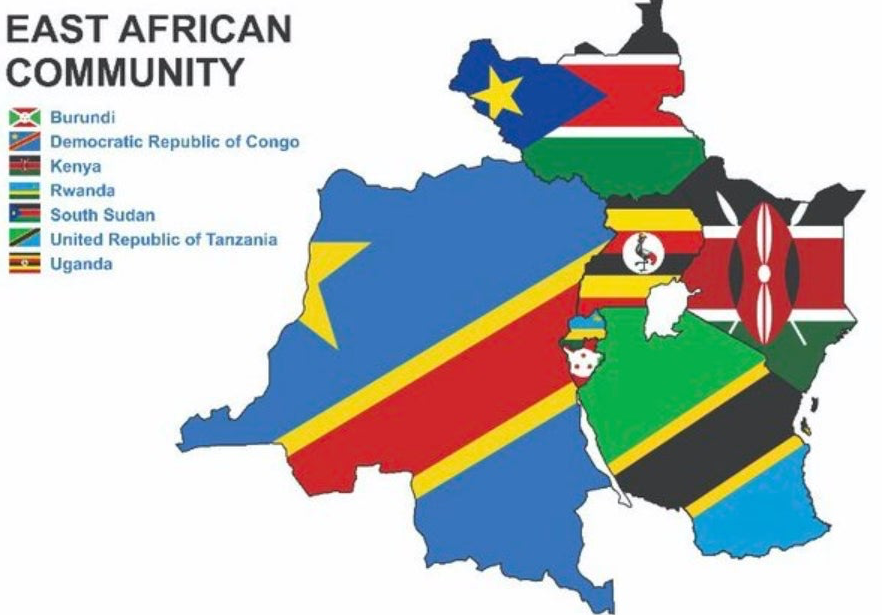 EAST AFRICAN
COMMUNITY
Burundi
Democratic Republic of Congo
Kenya
Rwanda
South Sudan
United Republic of Tanzania
Uganda